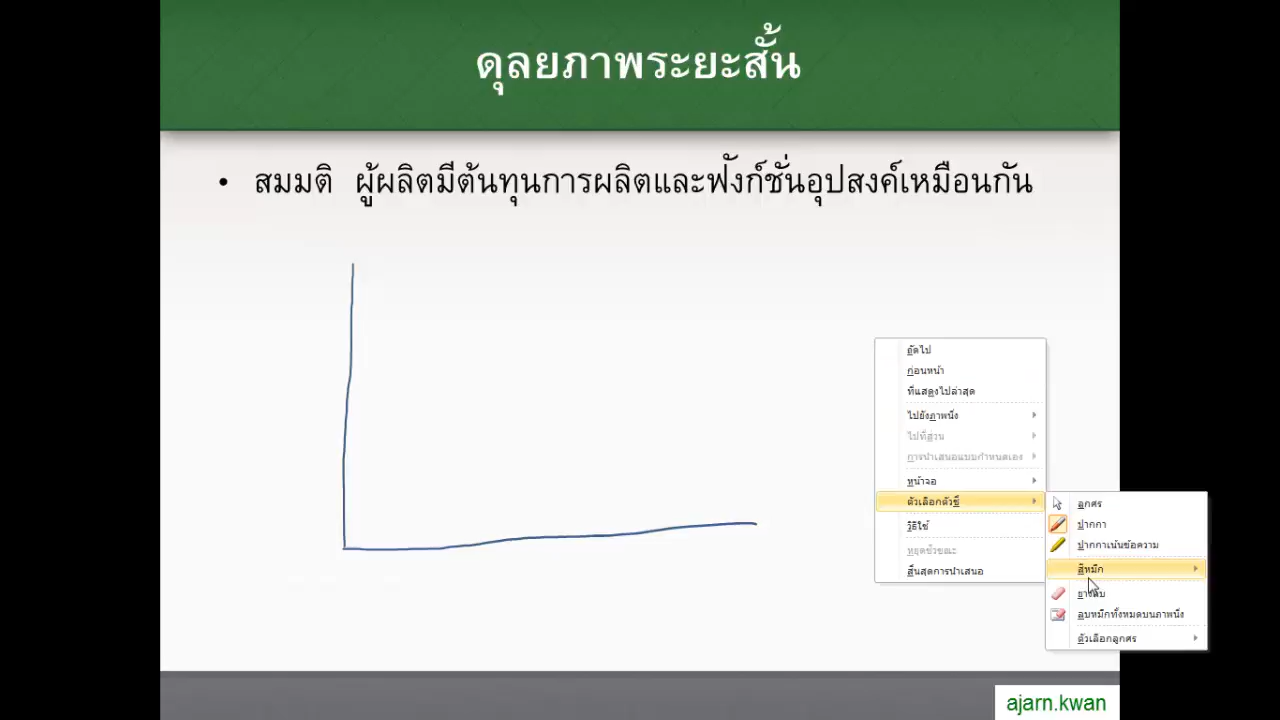 ดุลยภาพระยะสั้น
• สมมติ ผู้ผลิตมีต้นทุนการผลิตและฟังก์ชั่นอุปสงค์เหมือนกัน
ถัดไป
ก่อนหน้า
ที่แสดงไปล่าสุด
ไปยังภาพนิ่ง
ไปที่ส่วน
การนำเสนอแบบกำหนดเอง
หน้าจอ
ตัวเลือกตัวชี้
วิธีใช้
หยุดชั่วขณะ
สิ้นสุดการนำเสนอ
ลูกศร
ปากกา
ปากกาเน้นข้อความ
สีหมึก
ยางลบ
ลบหมึกทั้งหมดบนภาพนิ่ง
ตัวเลือกลูกศร
ajarn.kwan